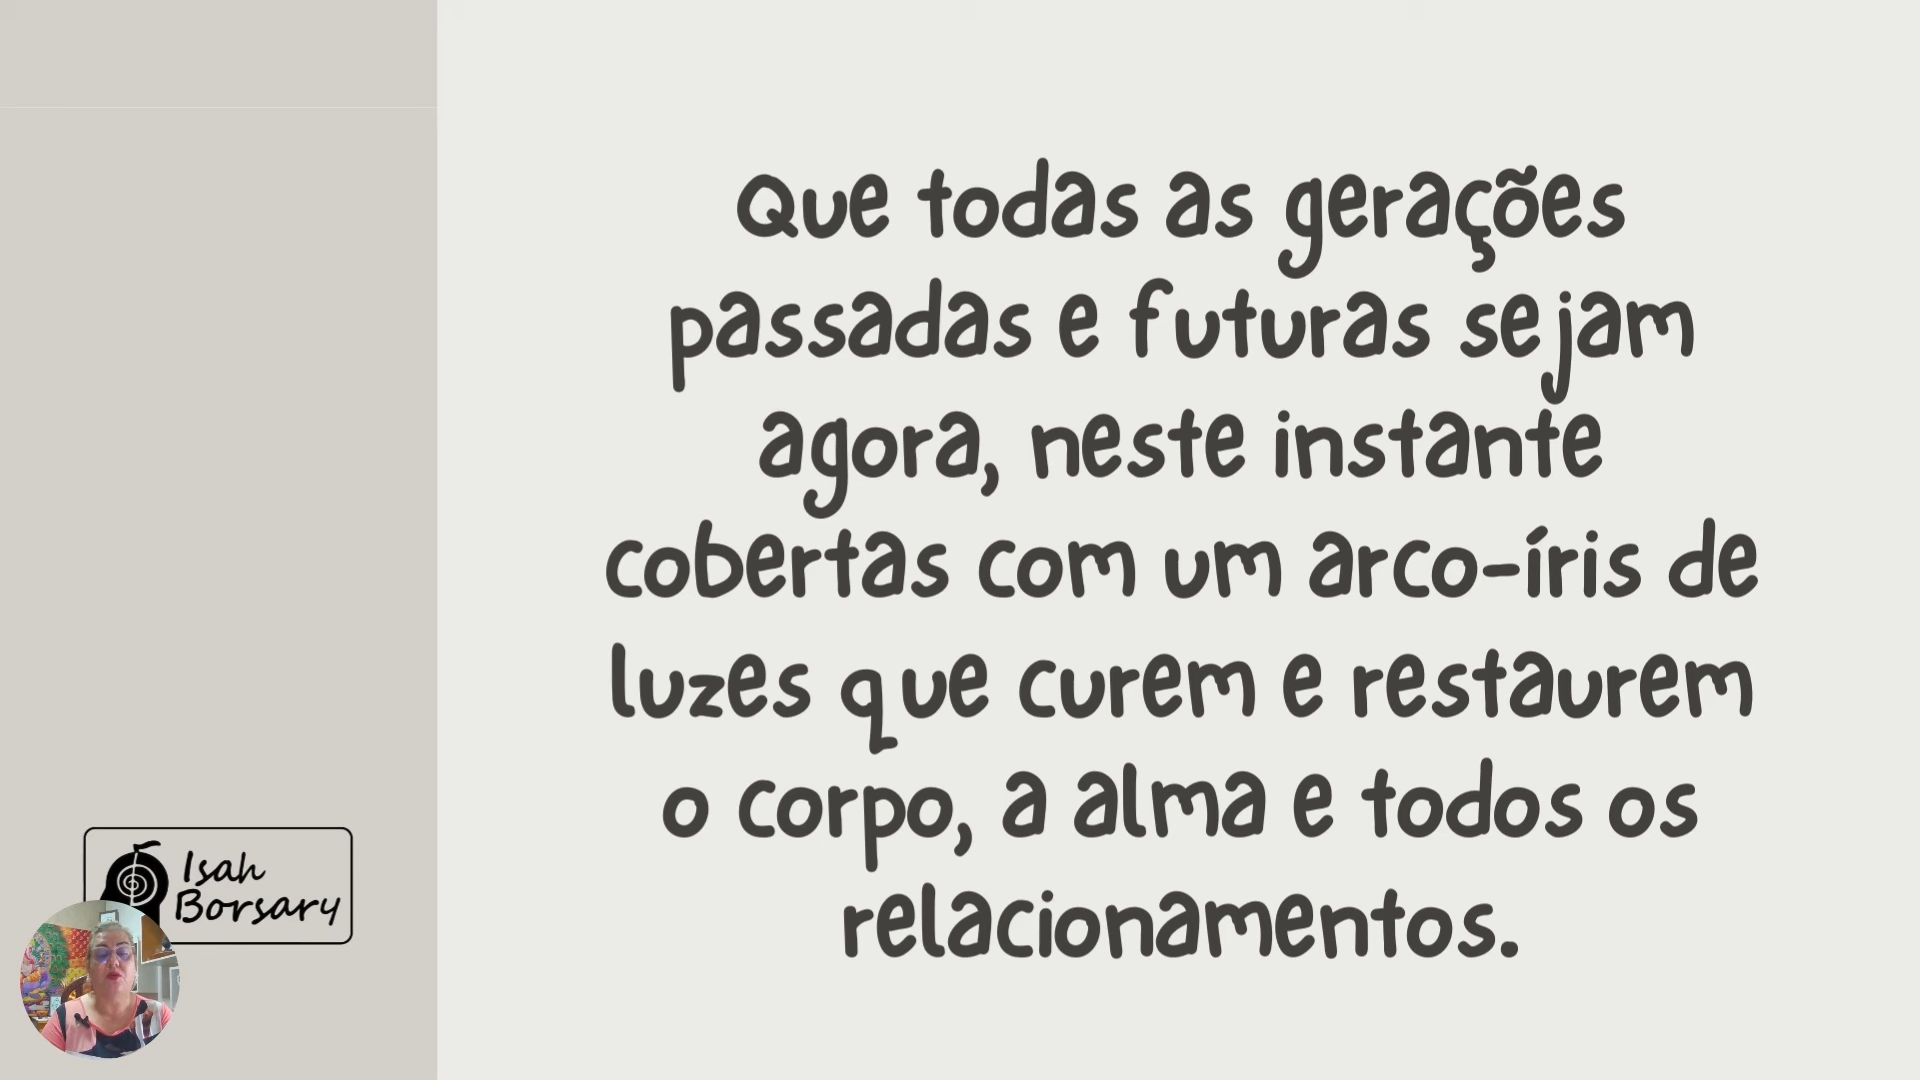 Que todas as gerações
passadas e futuras sejam
agora, neste instante
cobertas com um arco-íris de
luzes que curem e restaurem
o corpo, a alma e todos os
relacionamentos.
Isah
Borsary